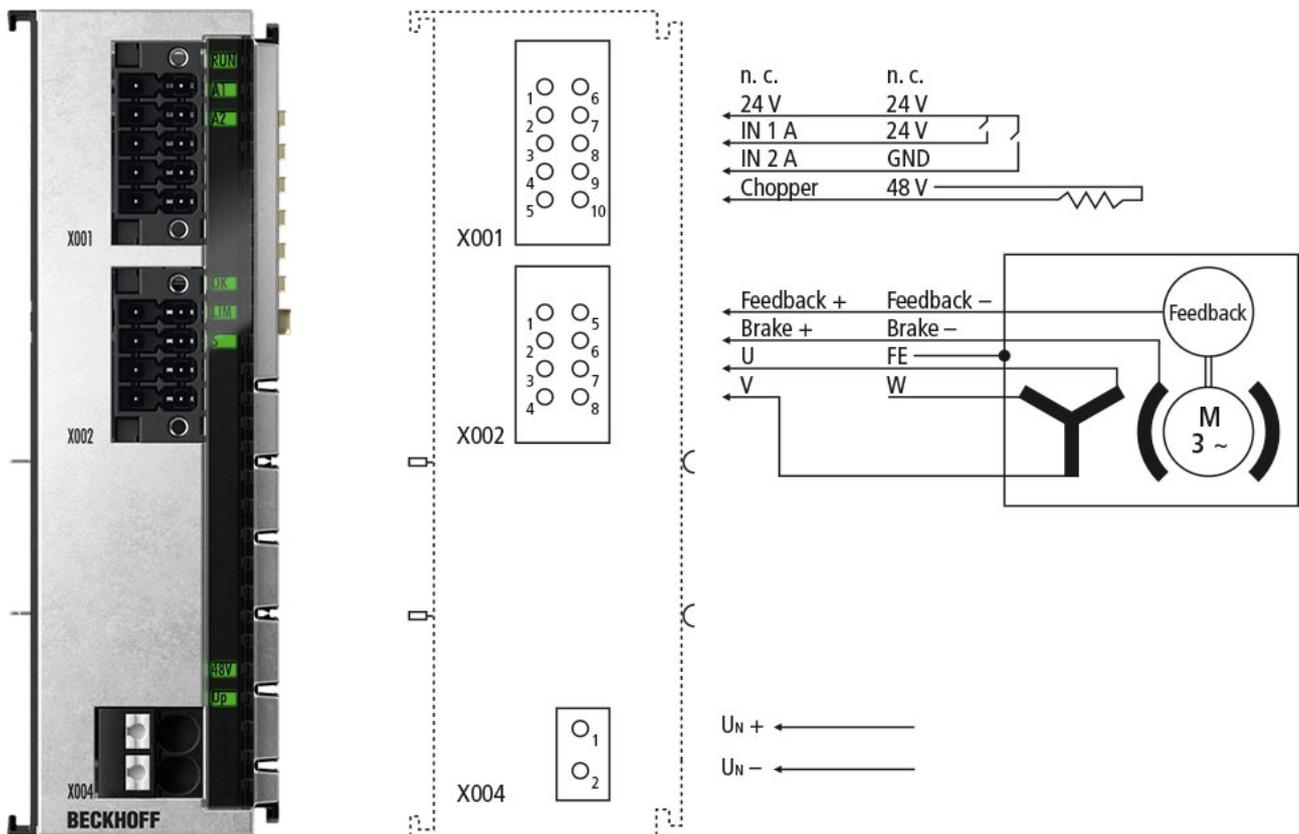 RUN
A1
A2
X001
OK
LIM
S
X002
48V
Up
X004
BECKHOFF
1 6
2 7
3 8
4 9
5 10
X001
1 5
2 6
3 7
4 8
X002
1
2
X004
n. c. n. c.
24 V 24 V
IN 1 A 24 V
IN 2 A GND
Chopper 48 V
Feedback + Feedback –
Brake + Brake –
U FE
V W
Feedback
M
3 ~
UN +
UN –